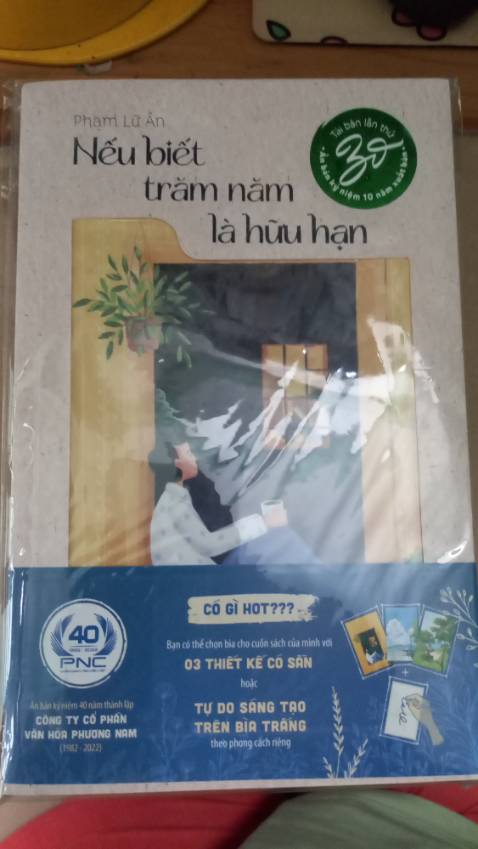 Phạm Lữ Ân
Nếu biết
trăm năm
là hữu hạn
Tái bản lần thứ
30
Ấn bản kỷ niệm 10 năm xuất bản
40
PNC
Ấn bản kỷ niệm 40 năm thành lập
CÔNG TY CỔ PHẦN
VĂN HÓA PHƯƠNG NAM
(1982 - 2022)
CÓ GÌ HOT???
Bạn có thể chọn bìa cho cuốn sách của mình với
03 THIẾT KẾ CÓ SẴN
hoặc
TỰ DO SÁNG TẠO
TRÊN BÌA TRẮNG
theo phong cách riêng
+